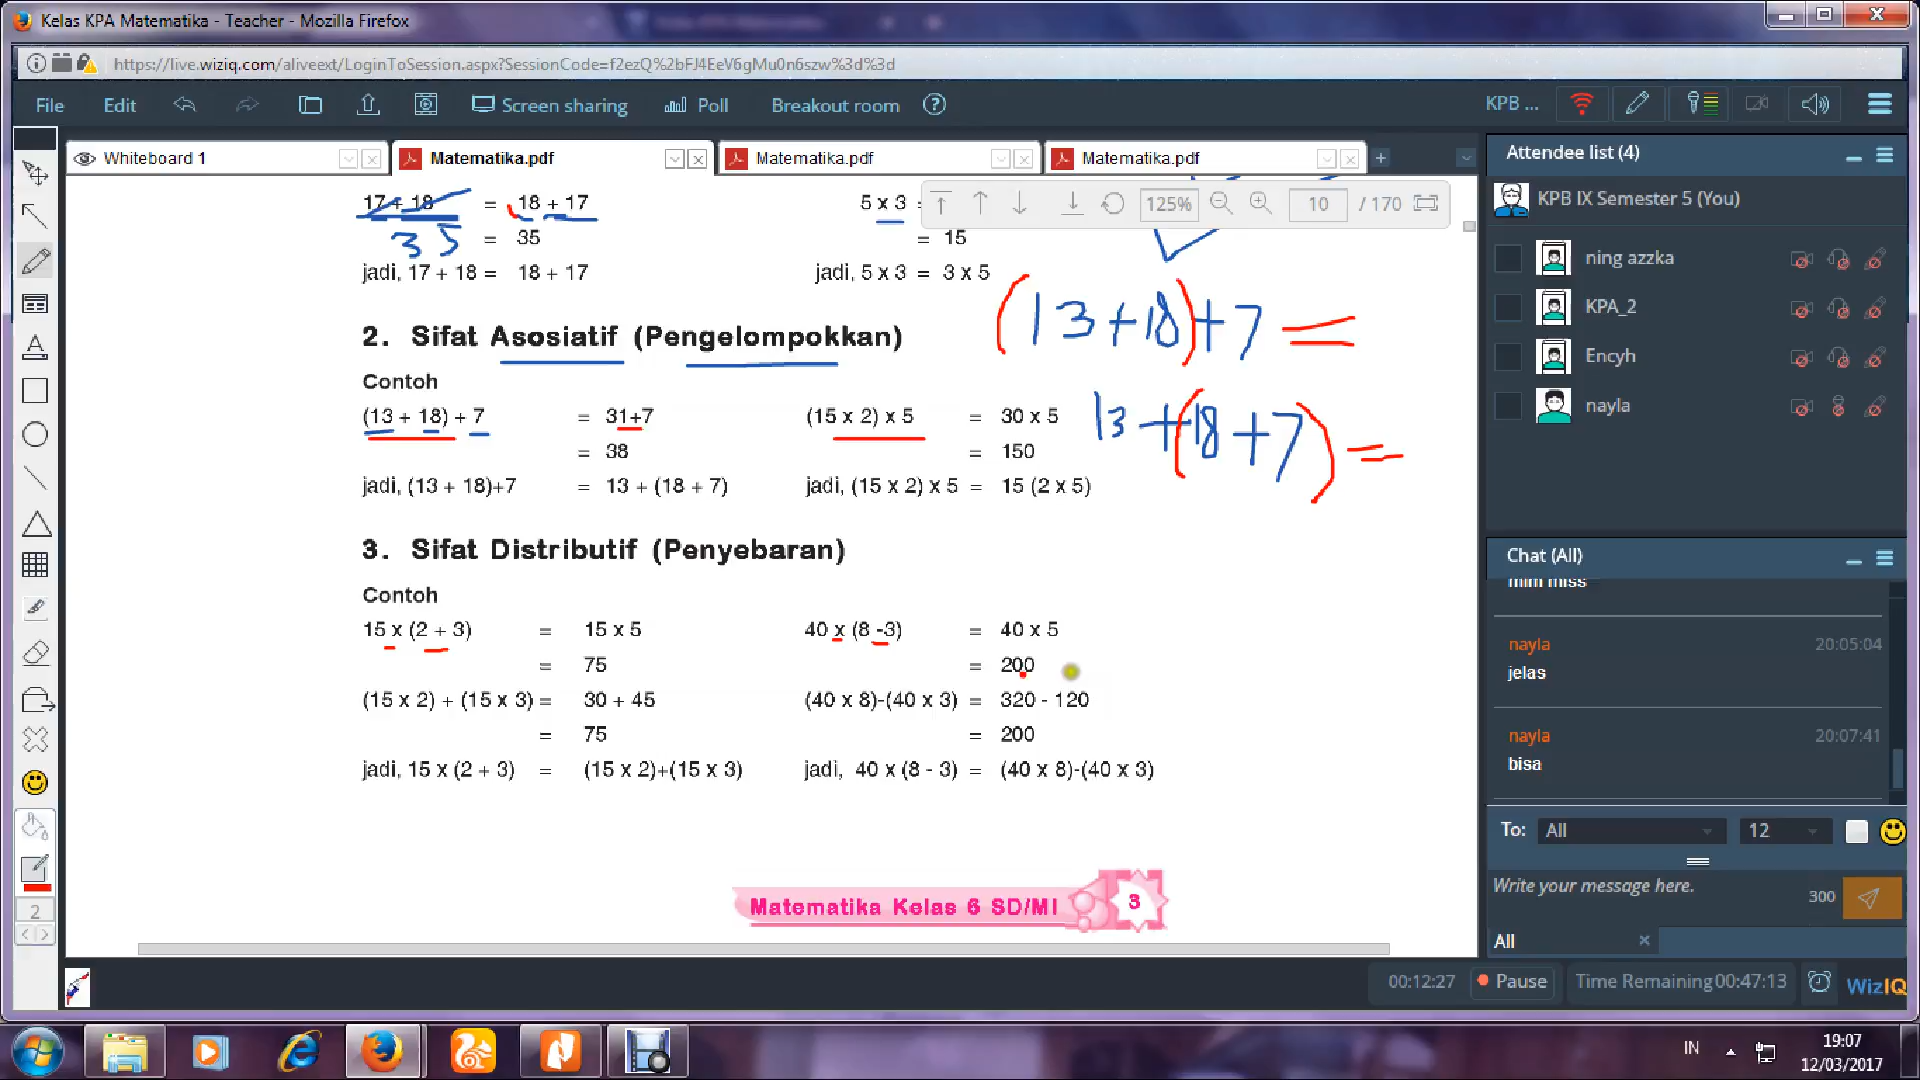 Kelas KPA Matematika - Teacher - Mozilla Firefox
https://live.wiziq.com/aliveext/LoginToSession.aspx?SessionCode=f2ezQ%2bFJ4EeV6gMu0n6szw%3d%3d
File Edit Screen sharing Poll Breakout room ? KPB ...
Whiteboard 1 Matematika.pdf Matematika.pdf Matematika.pdf
125% 10 / 170
17 + 18 = 18 + 17 5 x 3
35 = 35 = 15
jadi, 17 + 18 = 18 + 17 jadi, 5 x 3 = 3 x 5
(13+18)+7=
2. Sifat Asosiatif (Pengelompokkan)
Contoh
(13 + 18) + 7 = 31+7 (15 x 2) x 5 = 30 x 5
13+(18+7)=
= 38 = 150
jadi, (13 + 18)+7 = 13 + (18 + 7) jadi, (15 x 2) x 5 = 15 (2 x 5)
3. Sifat Distributif (Penyebaran)
Contoh
15 x (2 + 3) = 15 x 5 40 x (8 -3) = 40 x 5
= 75 = 200
(15 x 2) + (15 x 3) = 30 + 45 (40 x 8)-(40 x 3) = 320 - 120
= 75 = 200
jadi, 15 x (2 + 3) = (15 x 2)+(15 x 3) jadi, 40 x (8 - 3) = (40 x 8)-(40 x 3)
Matematika Kelas 6 SD/MI 3
2
Attendee list (4)
KPB IX Semester 5 (You)
ning azzka
KPA_2
Encyh
nayla
Chat (All)
mim miss
nayla 20:05:04
jelas
nayla 20:07:41
bisa
To: All 12
Write your message here. 300
All
00:12:27 Pause Time Remaining 00:47:13 WizIQ
IN 19:07
12/03/2017